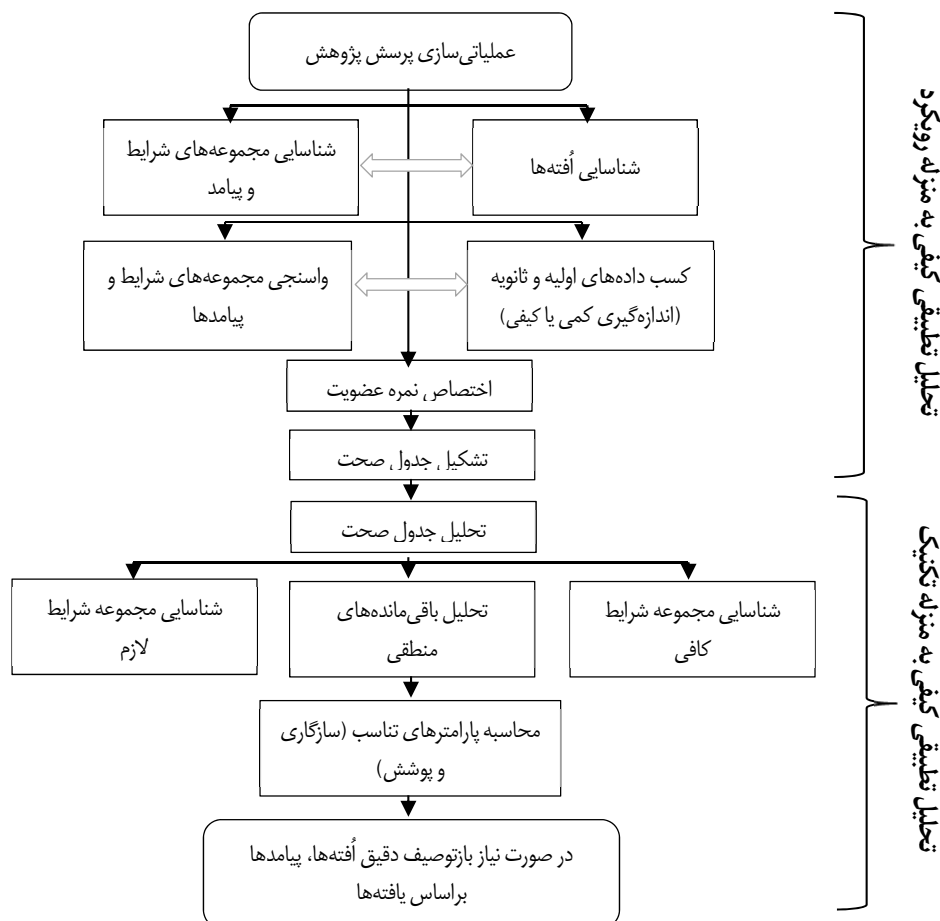 عملیاتی‌سازی پرسش پژوهش
شناسایی اُفته‌ها
شناسایی مجموعه‌های شرایط
و پیامد
کسب داده‌های اولیه و ثانویه
(اندازه‌گیری کمی یا کیفی)
واسنجی مجموعه‌های شرایط و
پیامدها
اختصاص نمره عضویت
تشکیل جدول صحت
تحلیل تطبیقی کیفی به منزله رویکرد
تحلیل جدول صحت
شناسایی مجموعه شرایط
کافی
تحلیل باقی‌مانده‌های
منطقی
شناسایی مجموعه شرایط
لازم
محاسبه پارامترهای تناسب (سازگاری
و پوشش)
در صورت نیاز بازتوصیف دقیق اُفته‌ها، پیامدها
براساس یافته‌ها
تحلیل تطبیقی کیفی به منزله تکنیک